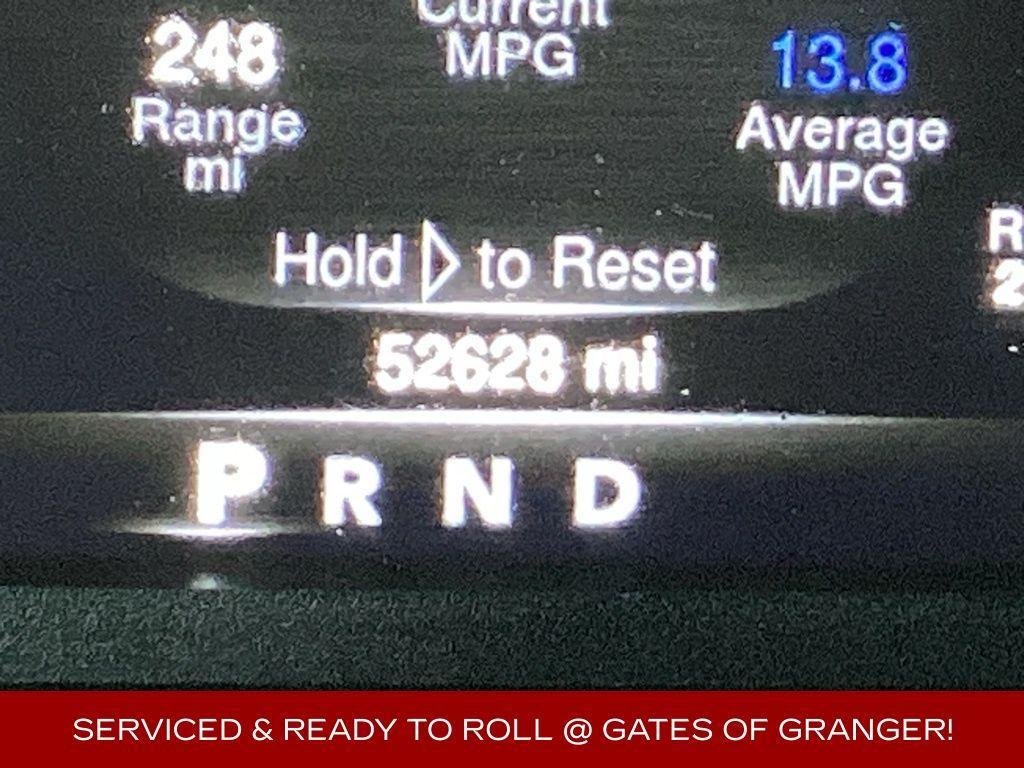 Current
MPG
248
Range
mi
13.8
Average
MPG
Hold ▷ to Reset
52628 mi
P R N D
SERVICED & READY TO ROLL @ GATES OF GRANGER!